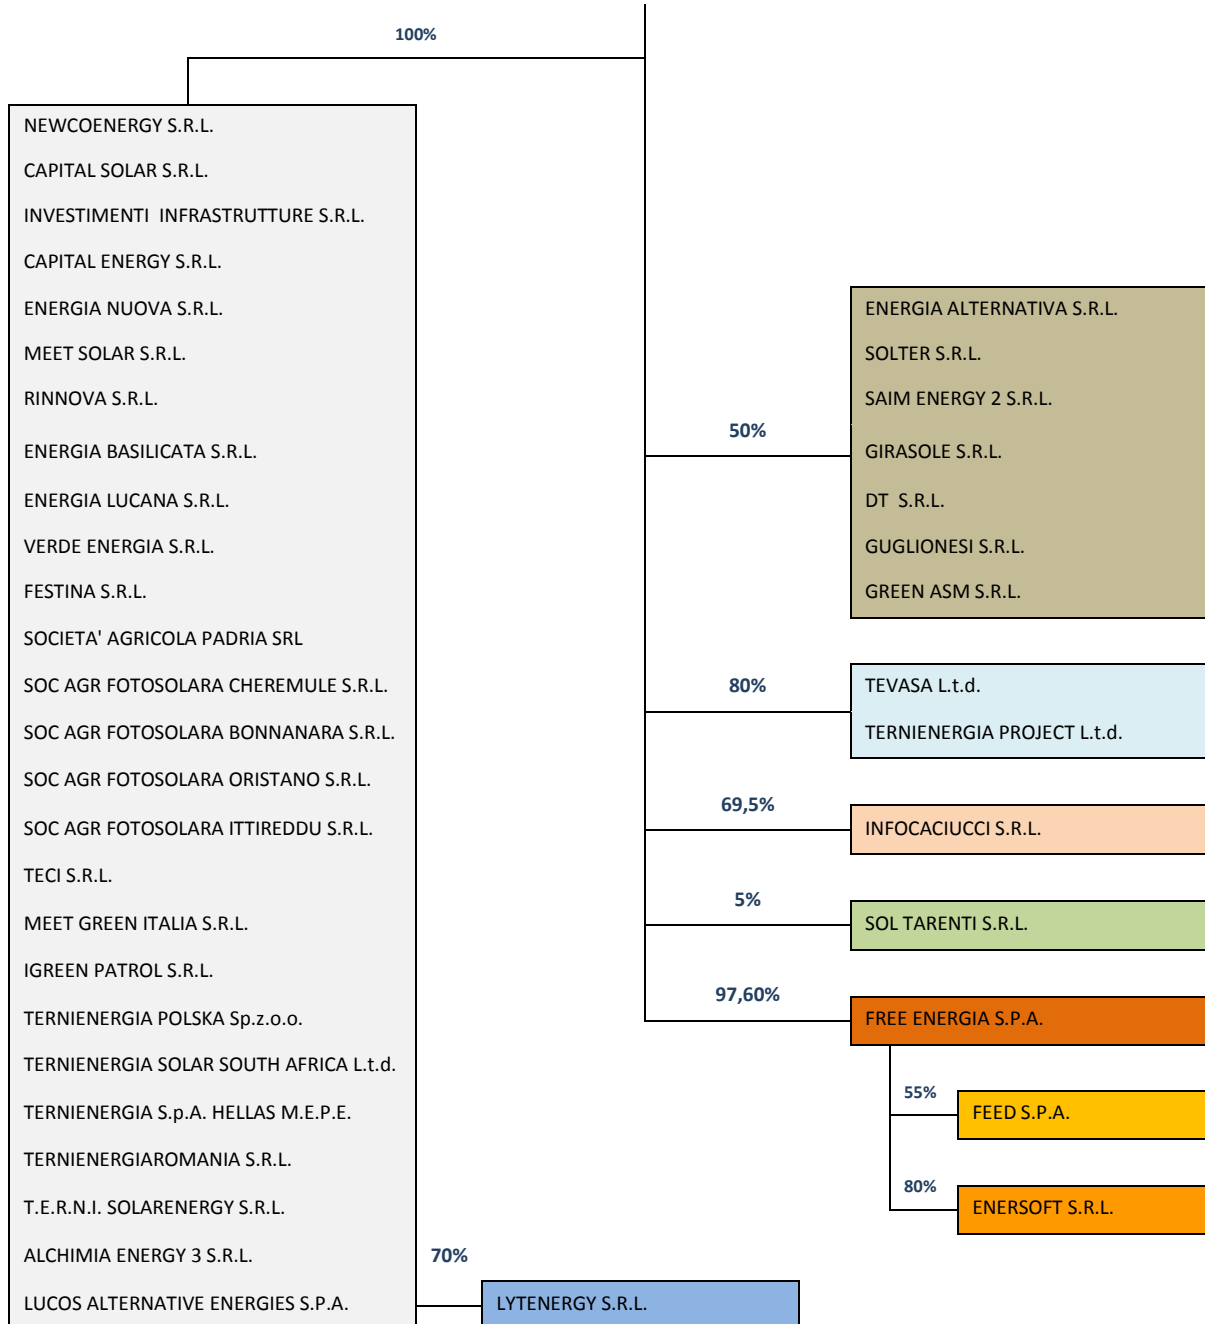 100%
NEWCOENERGY S.R.L.
CAPITAL SOLAR S.R.L.
INVESTIMENTI INFRASTRUTTURE S.R.L.
CAPITAL ENERGY S.R.L.
ENERGIA NUOVA S.R.L.
MEET SOLAR S.R.L.
RINNOVA S.R.L.
ENERGIA BASILICATA S.R.L.
ENERGIA LUCANA S.R.L.
VERDE ENERGIA S.R.L.
FESTINA S.R.L.
SOCIETA' AGRICOLA PADRIA SRL
SOC AGR FOTOSOLARA CHEREMULE S.R.L.
SOC AGR FOTOSOLARA BONNANARA S.R.L.
SOC AGR FOTOSOLARA ORISTANO S.R.L.
SOC AGR FOTOSOLARA ITTIREDDU S.R.L.
TECI S.R.L.
MEET GREEN ITALIA S.R.L.
IGREEN PATROL S.R.L.
TERNIENERGIA POLSKA Sp.z.o.o.
TERNIENERGIA SOLAR SOUTH AFRICA L.t.d.
TERNIENERGIA S.p.A. HELLAS M.E.P.E.
TERNIENERGIAROMANIA S.R.L.
T.E.R.N.I. SOLARENERGY S.R.L.
ALCHIMIA ENERGY 3 S.R.L.
LUCOS ALTERNATIVE ENERGIES S.P.A.
70%
LYTENERGY S.R.L.
50%
ENERGIA ALTERNATIVA S.R.L.
SOLTER S.R.L.
SAIM ENERGY 2 S.R.L.
GIRASOLE S.R.L.
DT S.R.L.
GUGLIONESI S.R.L.
GREEN ASM S.R.L.
80%
TEVASA L.t.d.
TERNIENERGIA PROJECT L.t.d.
69,5%
INFOCACIUCCI S.R.L.
5%
SOL TARENTI S.R.L.
97,60%
FREE ENERGIA S.P.A.
55%
FEED S.P.A.
80%
ENERSOFT S.R.L.